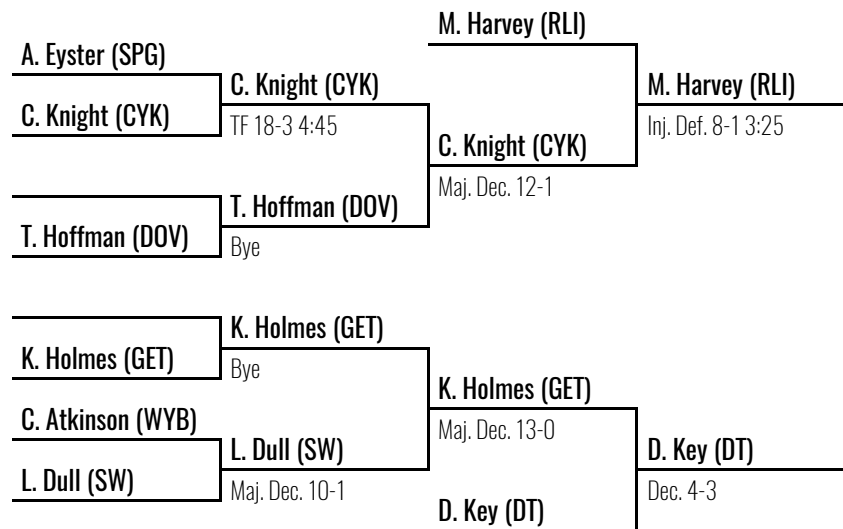 M. Harvey (RLI)
A. Eyster (SPG)
C. Knight (CYK)
M. Harvey (RLI)
C. Knight (CYK)
TF 18-3 4:45
Inj. Def. 8-1 3:25
C. Knight (CYK)
Maj. Dec. 12-1
T. Hoffman (DOV)
T. Hoffman (DOV)
Bye
K. Holmes (GET)
K. Holmes (GET)
Bye
K. Holmes (GET)
C. Atkinson (WYB)
Maj. Dec. 13-0
L. Dull (SW)
D. Key (DT)
L. Dull (SW)
Maj. Dec. 10-1
Dec. 4-3
D. Key (DT)